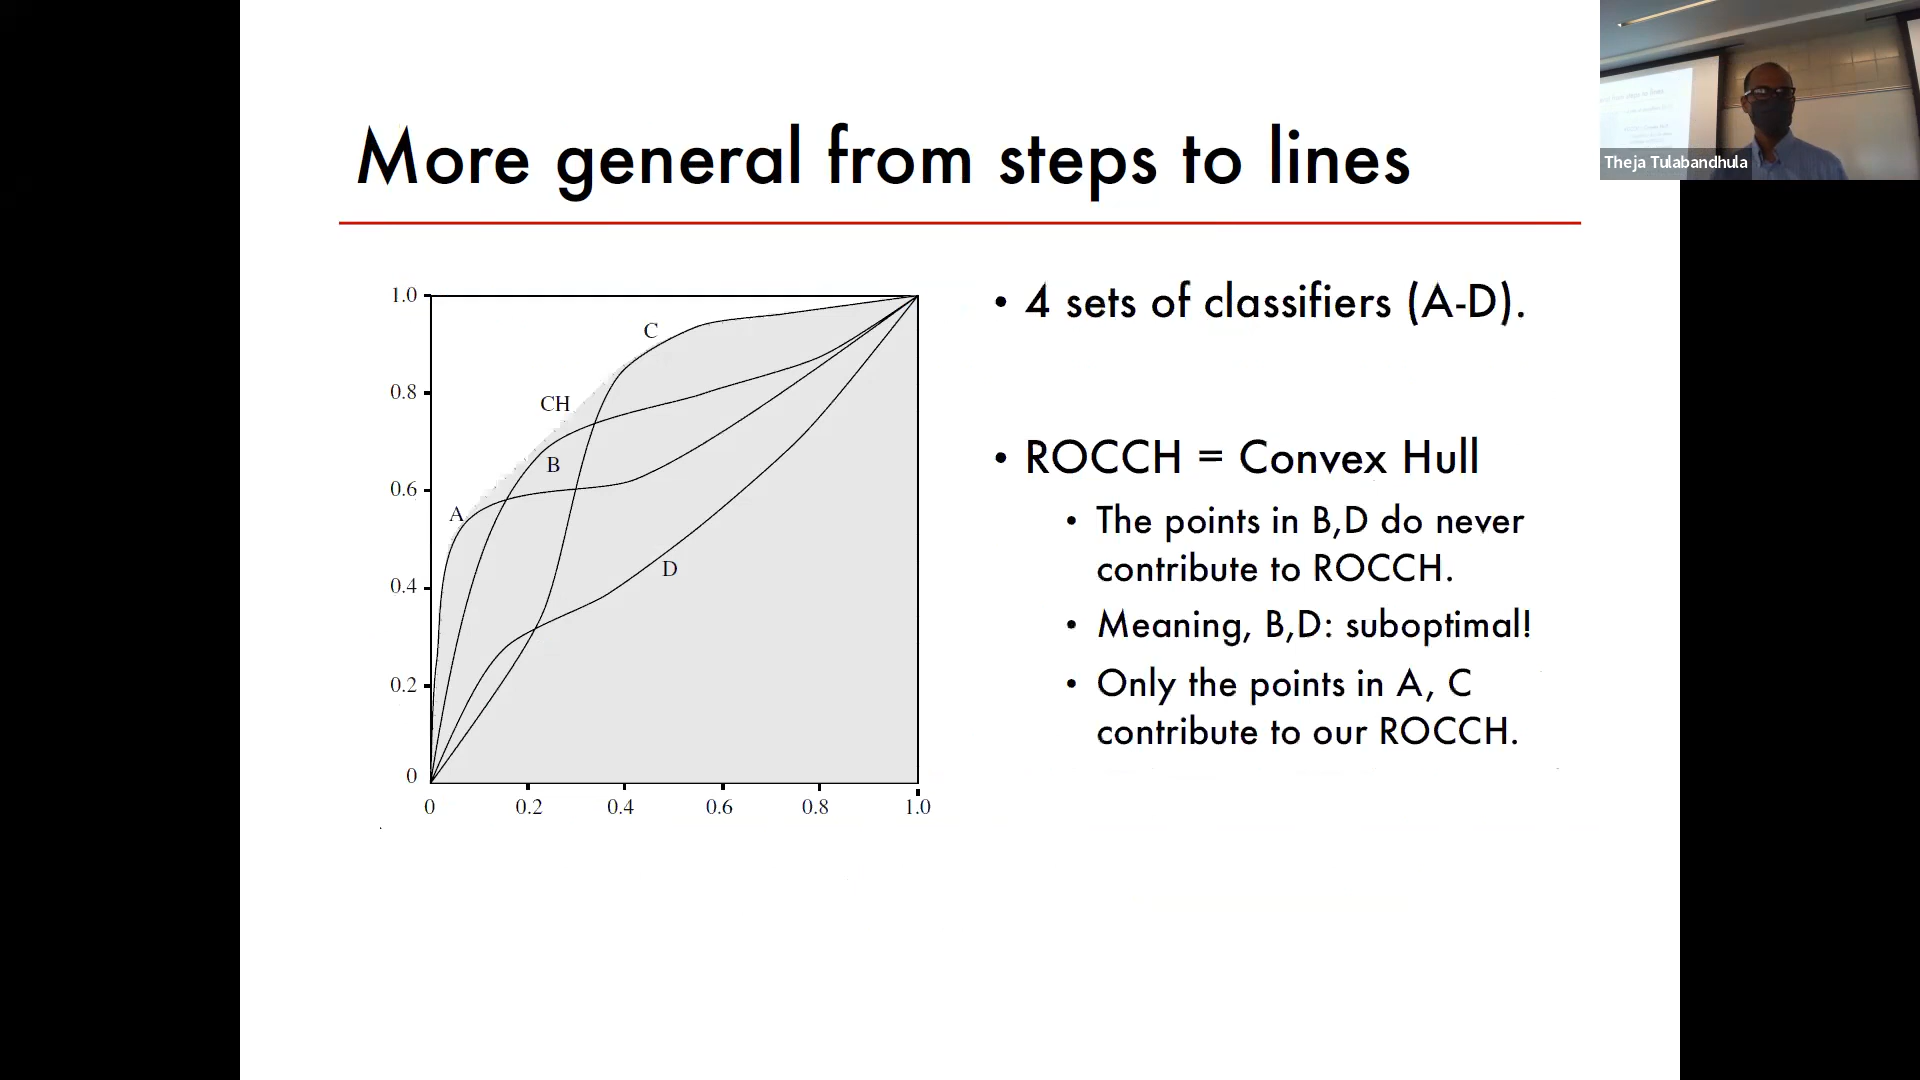 More general from steps to lines
Theja Tulabandhula
1.0
0.8
0.6
0.4
0.2
0
0
0.2
0.4
0.6
0.8
1.0
C
CH
B
A
D
• 4 sets of classifiers (A-D).
• ROCCH = Convex Hull
• The points in B,D do never
contribute to ROCCH.
• Meaning, B,D: suboptimal!
• Only the points in A, C
contribute to our ROCCH.